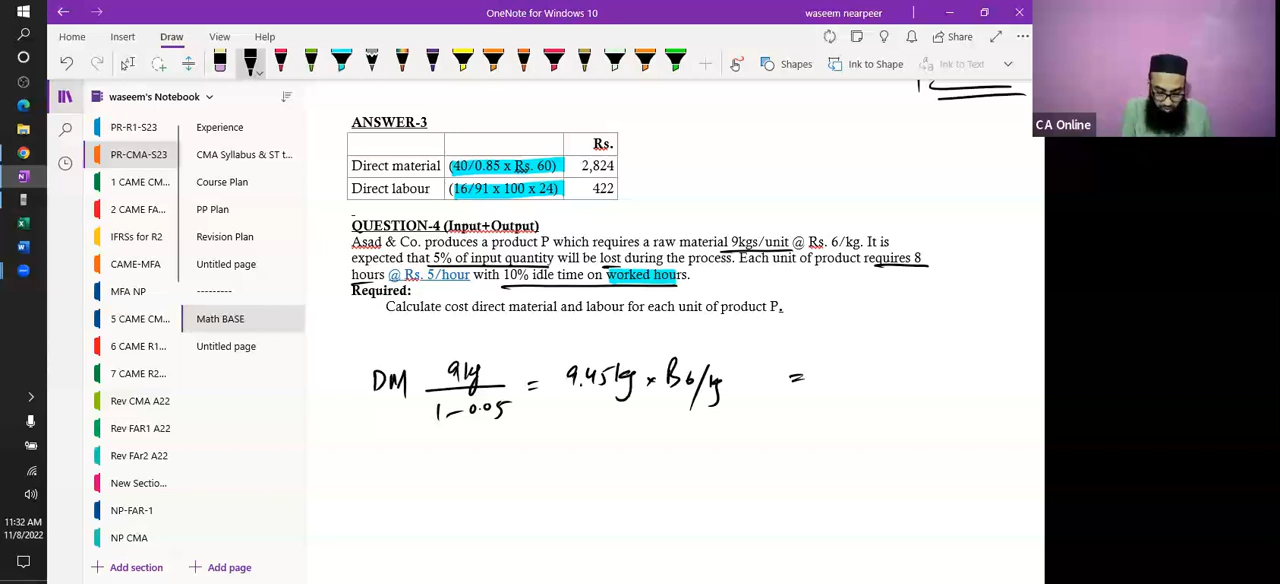 OneNote for Windows 10
waseem nearpeer
Home Insert Draw View Help
Share
Shapes
Ink to Shape
Ink to Text
waseem's Notebook
PR-R1-S23
PR-CMA-S23
1 CAME CM...
2 CAME FA...
IFRSs for R2
CAME-MFA
MFA NP
5 CAME CM...
6 CAME R1...
7 CAME R2...
Rev CMA A22
Rev FAR1 A22
Rev FAr2 A22
New Sectio...
NP-FAR-1
NP CMA
Add section
Experience
CMA Syllabus & ST t...
Course Plan
PP Plan
Revision Plan
Untitled page
--------
Math BASE
Untitled page
Add page
ANSWER-3
Rs.
Direct material (40/0.85 x Rs. 60) 2,824
Direct labour (16/91 x 100 x 24) 422
QUESTION-4 (Input+Output)
Asad & Co. produces a product P which requires a raw material 9kgs/unit @ Rs. 6/kg. It is
expected that 5% of input quantity will be lost during the process. Each unit of product requires 8
hours @ Rs. 5/hour with 10% idle time on worked hours.
Required:
Calculate cost direct material and labour for each unit of product P.
DM 9kg = 9.45kg × Rs 6/kg =
1-0.05
CA Online
11:32 AM
11/8/2022